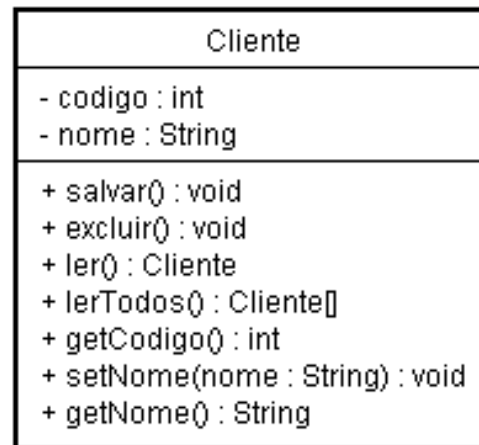 Cliente
- codigo : int
- nome : String
+ salvar() : void
+ excluir() : void
+ ler() : Cliente
+ lerTodos() : Cliente[]
+ getCodigo() : int
+ setNome(nome : String) : void
+ getNome() : String